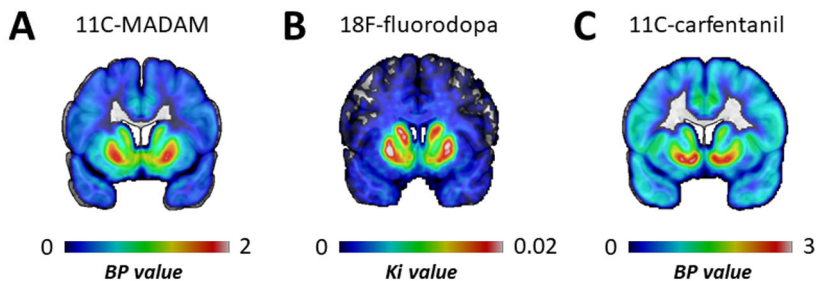 A 11C-MADAM
B 18F-fluorodopa
C 11C-carfentanil
0 2
BP value
0 0.02
Ki value
0 3
BP value